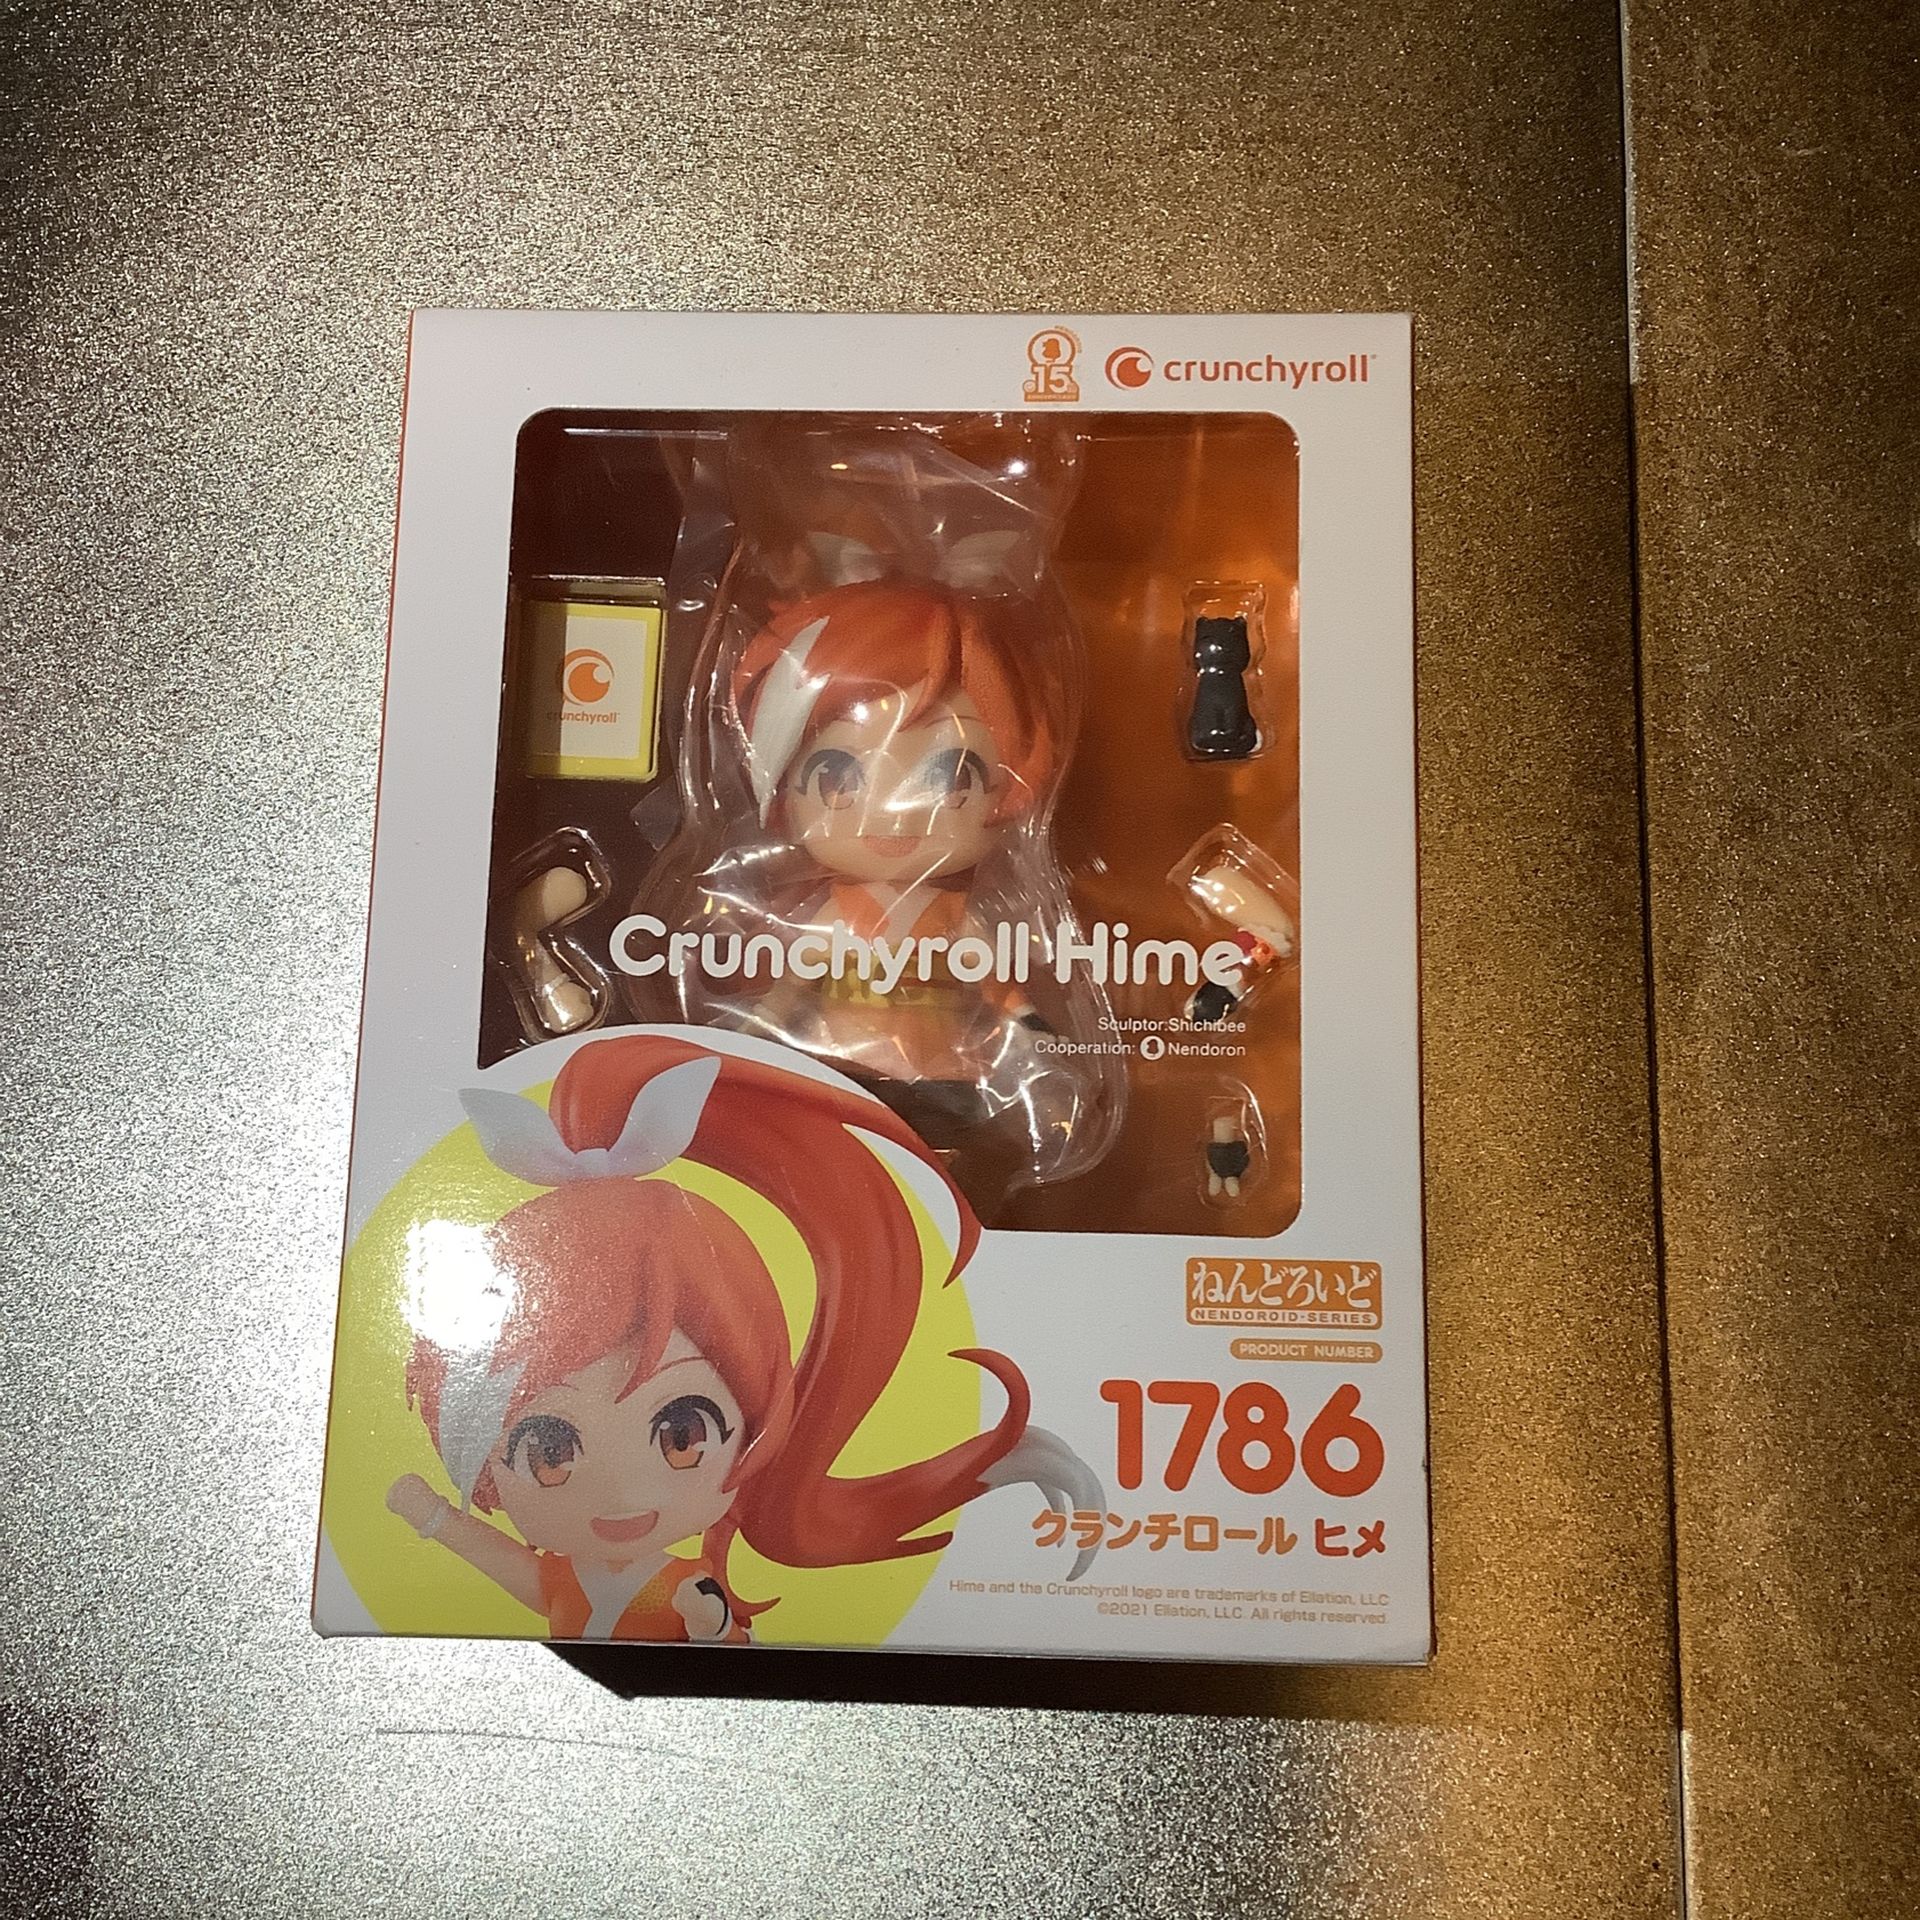 15
ANNIVERSARY
crunchyroll
crunchyroll
Crunchyroll Hime
Sculptor:Shichibee
Cooperation: Nendoron
ねんどろいど
NENDOROID-SERIES
PRODUCT NUMBER
1786
クランチロール ヒメ
Hime and the Crunchyroll logo are trademarks of Ellation, LLC
©2021 Ellation, LLC. All rights reserved.